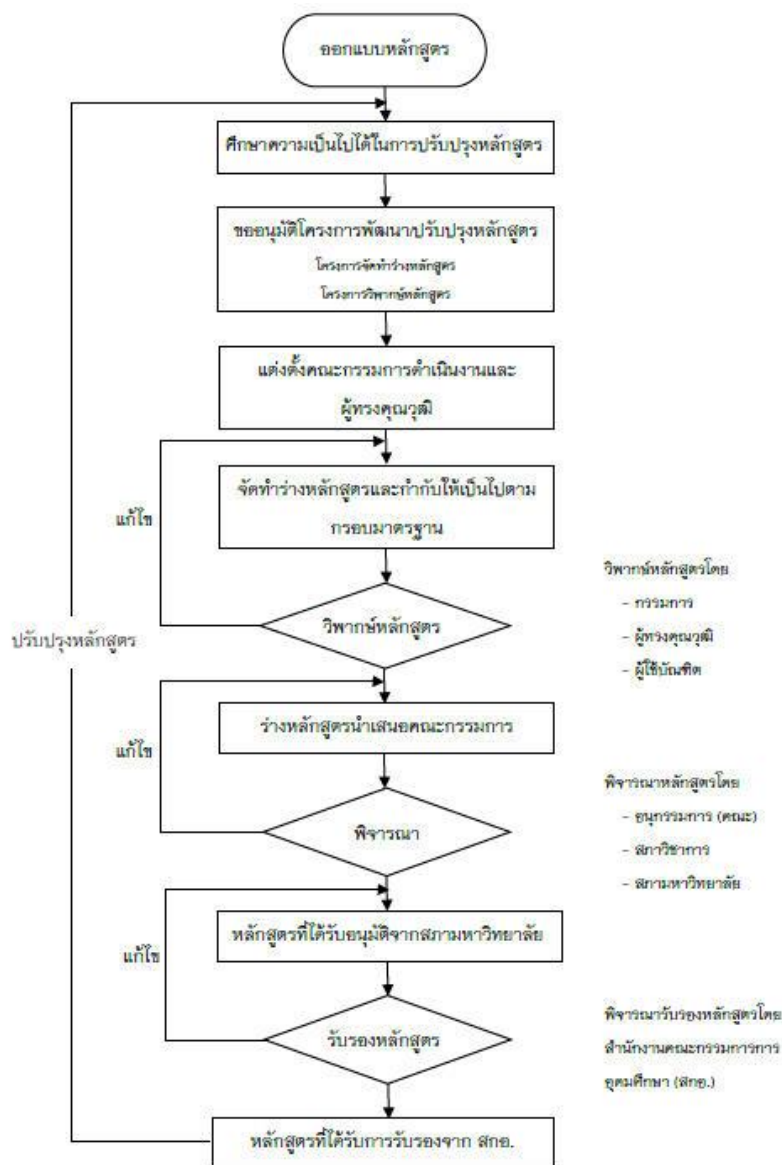 ออกแบบหลักสูตร
ศึกษาความเป็นไปได้ในการปรับปรุงหลักสูตร
ขออนุมัติโครงการพัฒนา/ปรับปรุงหลักสูตร
โครงการจัดทำร่างหลักสูตร
โครงการวิพากษ์หลักสูตร
แต่งตั้งคณะกรรมการดำเนินงานและ
ผู้ทรงคุณวุฒิ
จัดทำร่างหลักสูตรและกำกับให้เป็นไปตาม
กรอบมาตรฐาน
แก้ไข
วิพากษ์หลักสูตร
วิพากษ์หลักสูตรโดย
- กรรมการ
- ผู้ทรงคุณวุฒิ
- ผู้ใช้บัณฑิต
ปรับปรุงหลักสูตร
ร่างหลักสูตรนำเสนอคณะกรรมการ
แก้ไข
พิจารณา
พิจารณาหลักสูตรโดย
- อนุกรรมการ (คณะ)
- สภาวิชาการ
- สภามหาวิทยาลัย
หลักสูตรที่ได้รับอนุมัติจากสภามหาวิทยาลัย
แก้ไข
รับรองหลักสูตร
พิจารณารับรองหลักสูตรโดย
สำนักงานคณะกรรมการการ
อุดมศึกษา (สกอ.)
หลักสูตรที่ได้รับการรับรองจาก สกอ.